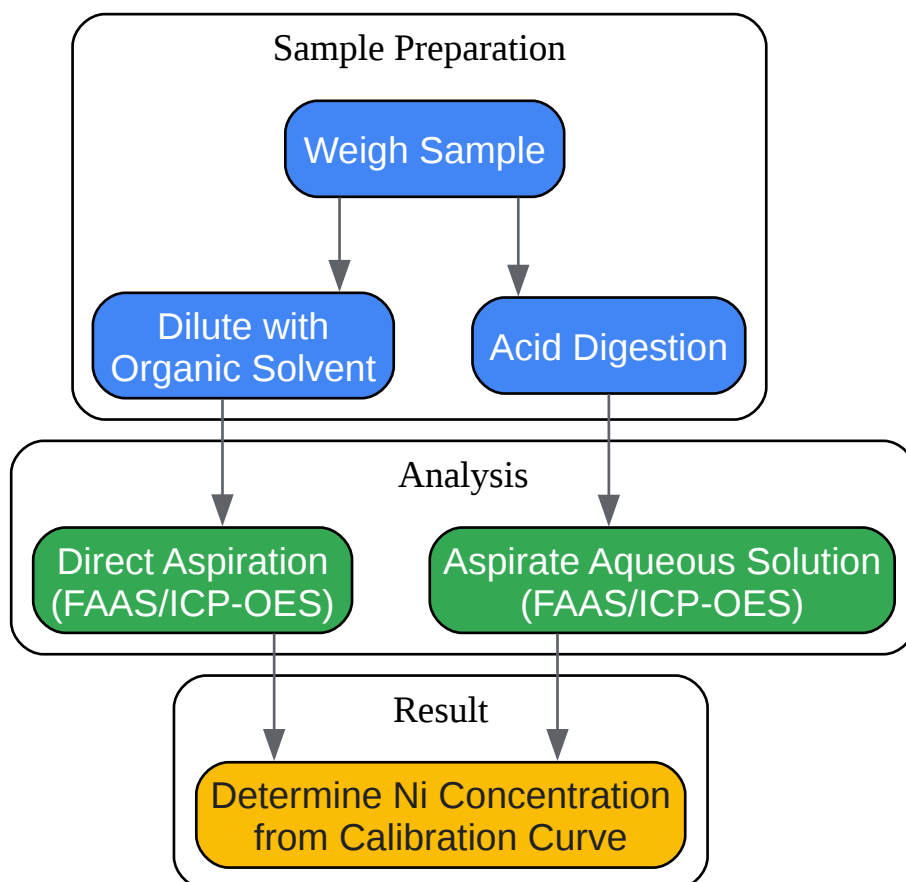 Sample Preparation
Weigh Sample
Dilute with
Organic Solvent
Acid Digestion
Analysis
Direct Aspiration
(FAAS/ICP-OES)
Aspirate Aqueous Solution
(FAAS/ICP-OES)
Result
Determine Ni Concentration
from Calibration Curve